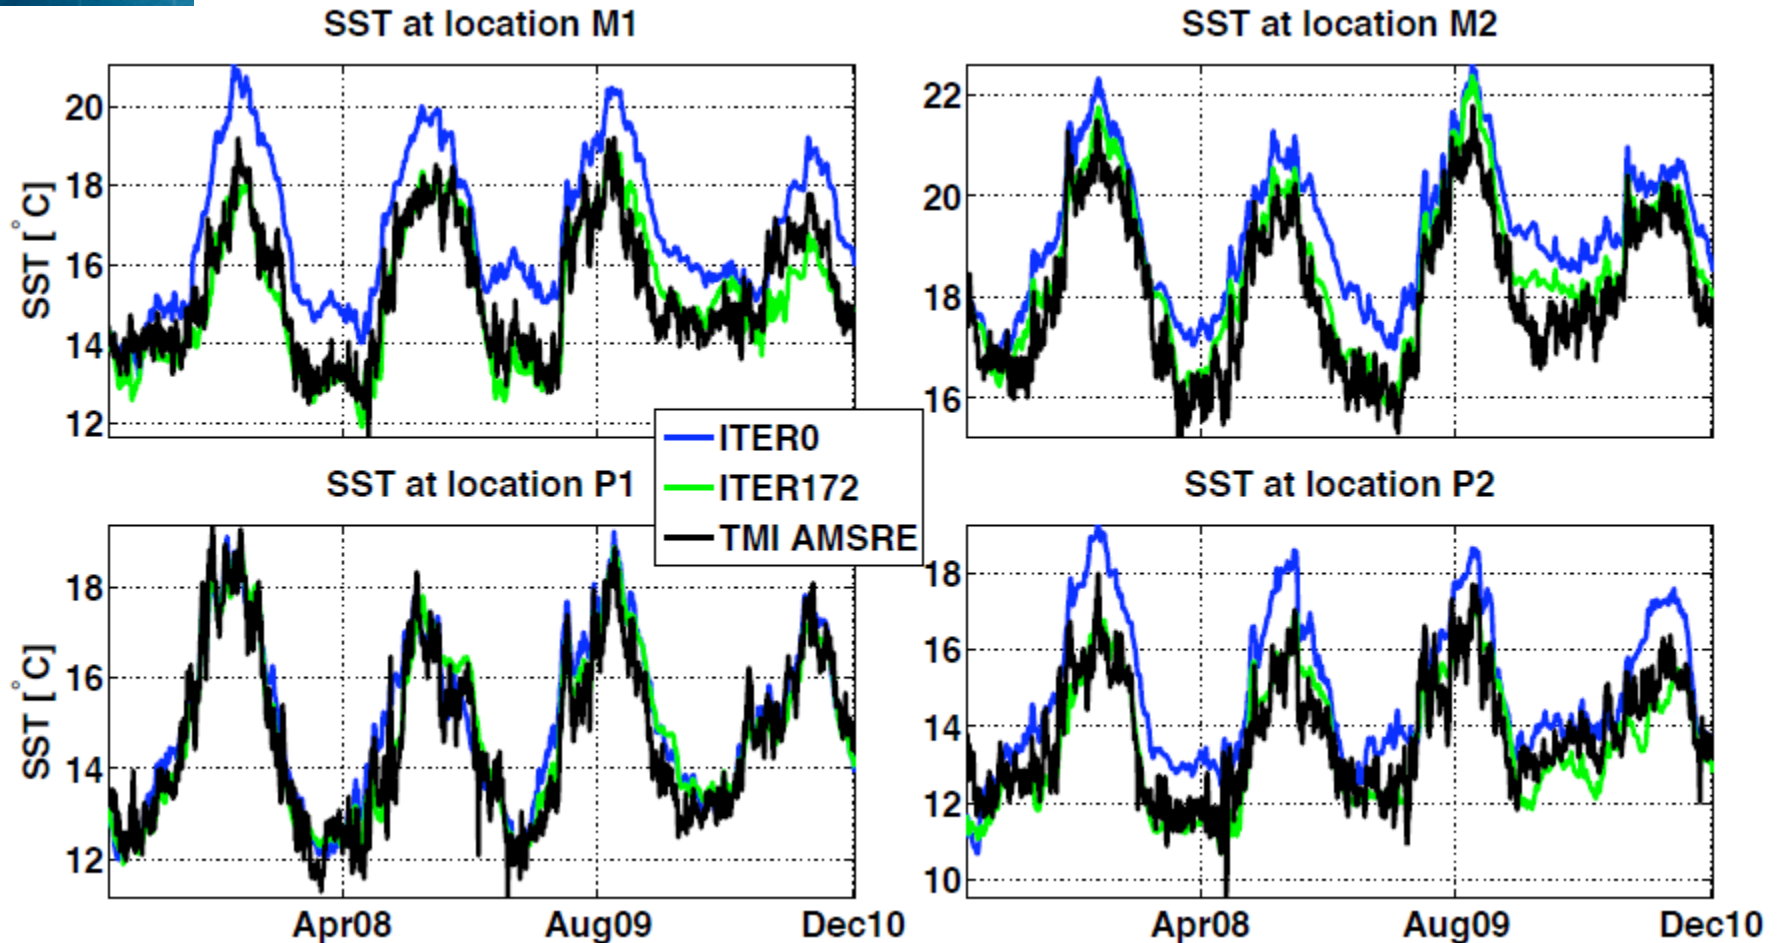 SST at location M1
SST at location M2
SST [°C]
20
18
16
14
12
22
20
18
16
ITER0
ITER172
TMI AMSRE
SST at location P1
SST at location P2
SST [°C]
18
16
14
12
18
16
14
12
10
Apr08
Aug09
Dec10
Apr08
Aug09
Dec10